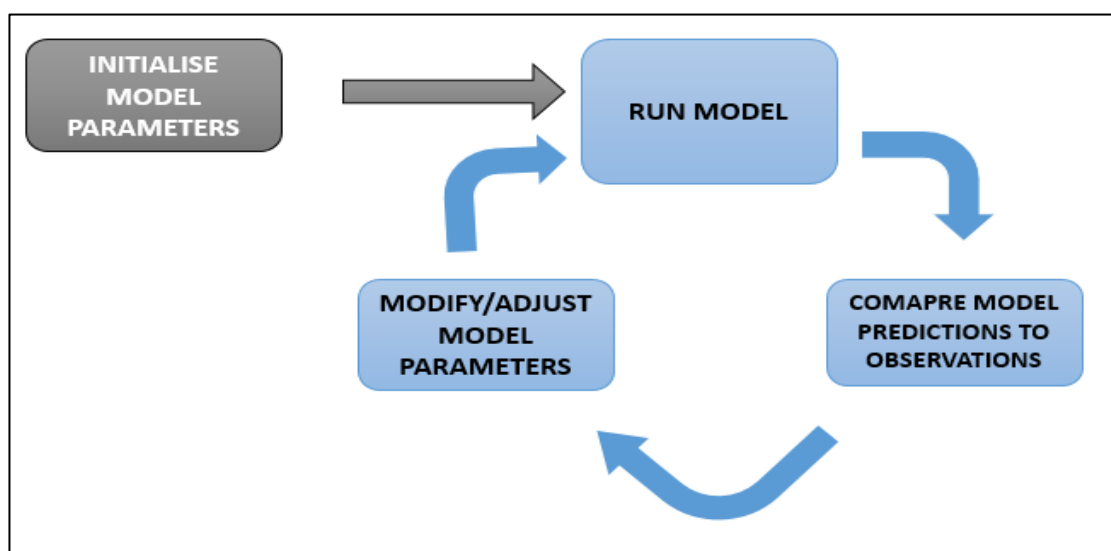 INITIALISE
MODEL
PARAMETERS
RUN MODEL
MODIFY/ADJUST
MODEL
PARAMETERS
COMAPRE MODEL
PREDICTIONS TO
OBSERVATIONS